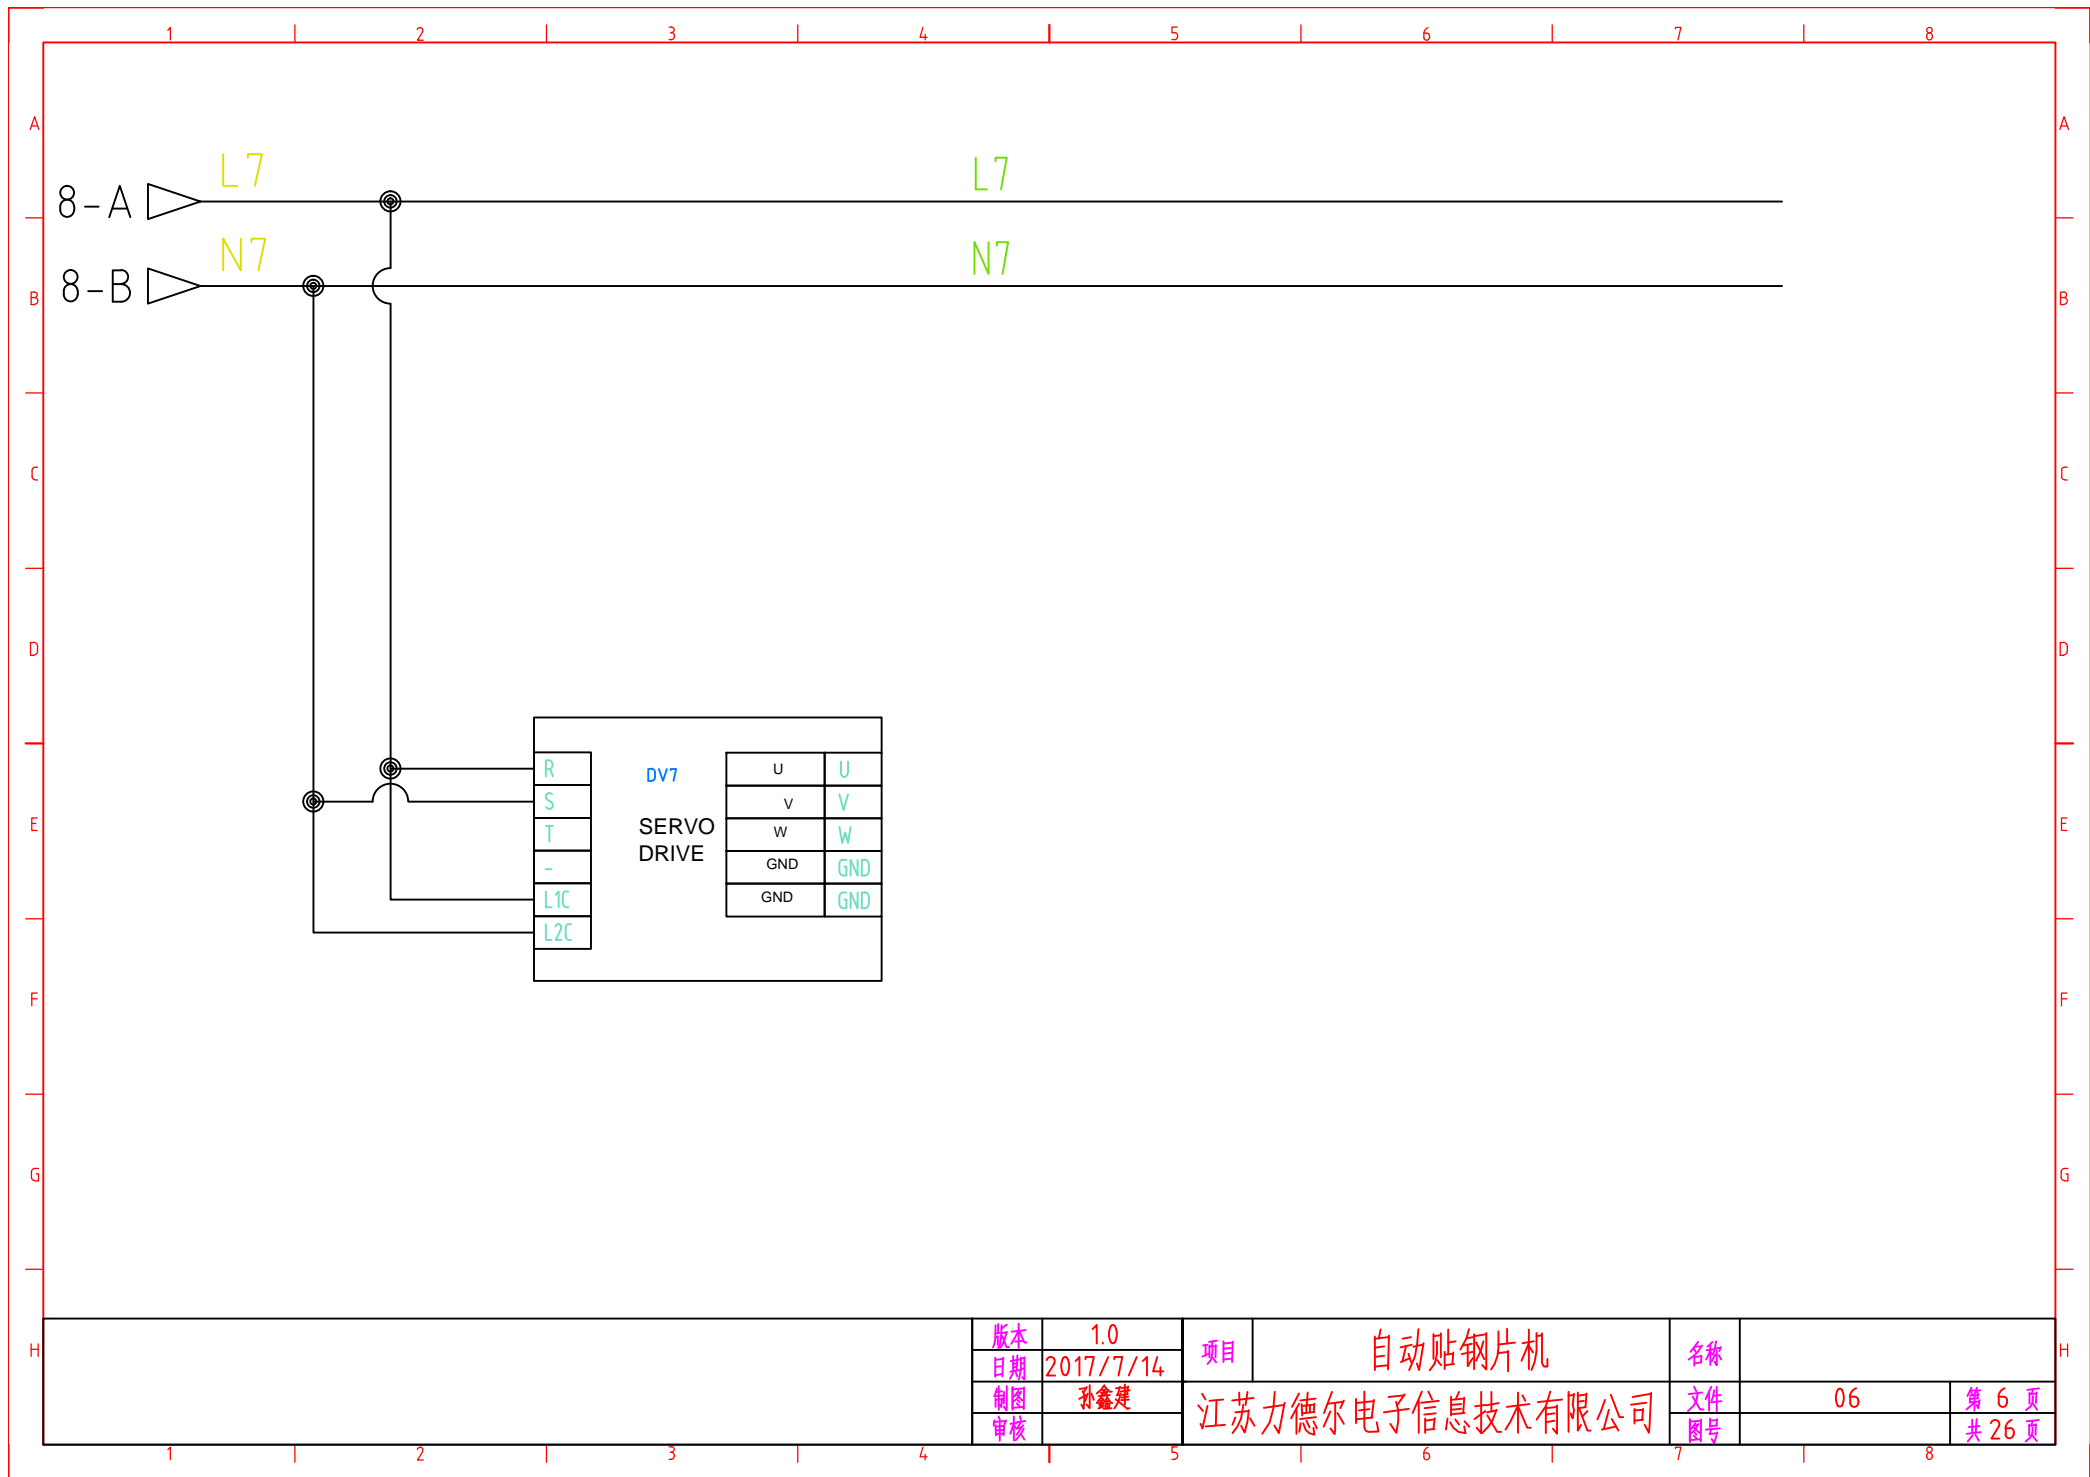 1 2 3 4 5 6 7 8
A A
L7 L7
8-A
N7 N7
8-B
B B
C C
D D
R DV7 U U
S V V
T SERVO W W
- DRIVE GND GND
L1C GND GND
L2C
E E
F F
G G
H H
版本 1.0 项目 自动贴钢片机 名称
日期 2017/7/14
制图 孙鑫建 江苏力德尔电子信息技术有限公司 文件 06 第 6 页
审核 图号 共 26 页
1 2 3 4 5 6 7 8